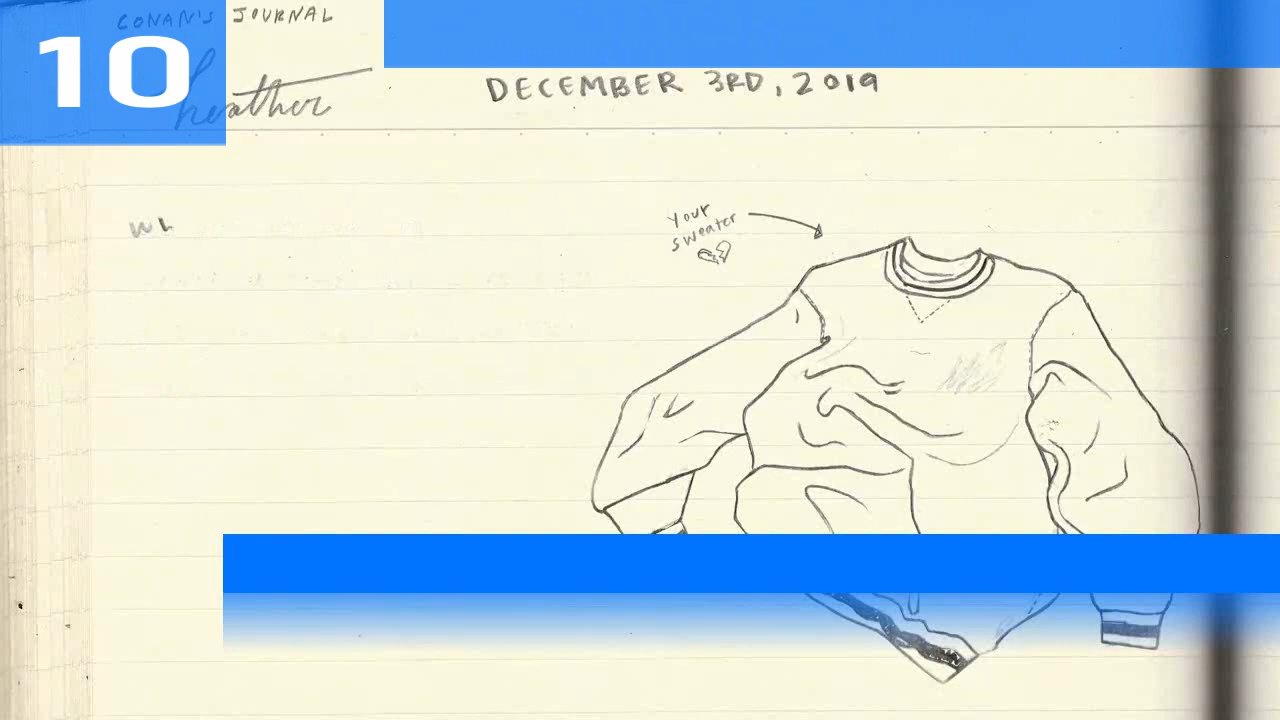 CONAN'S JOURNAL
10
heather
DECEMBER 3RD, 2019
your
sweater